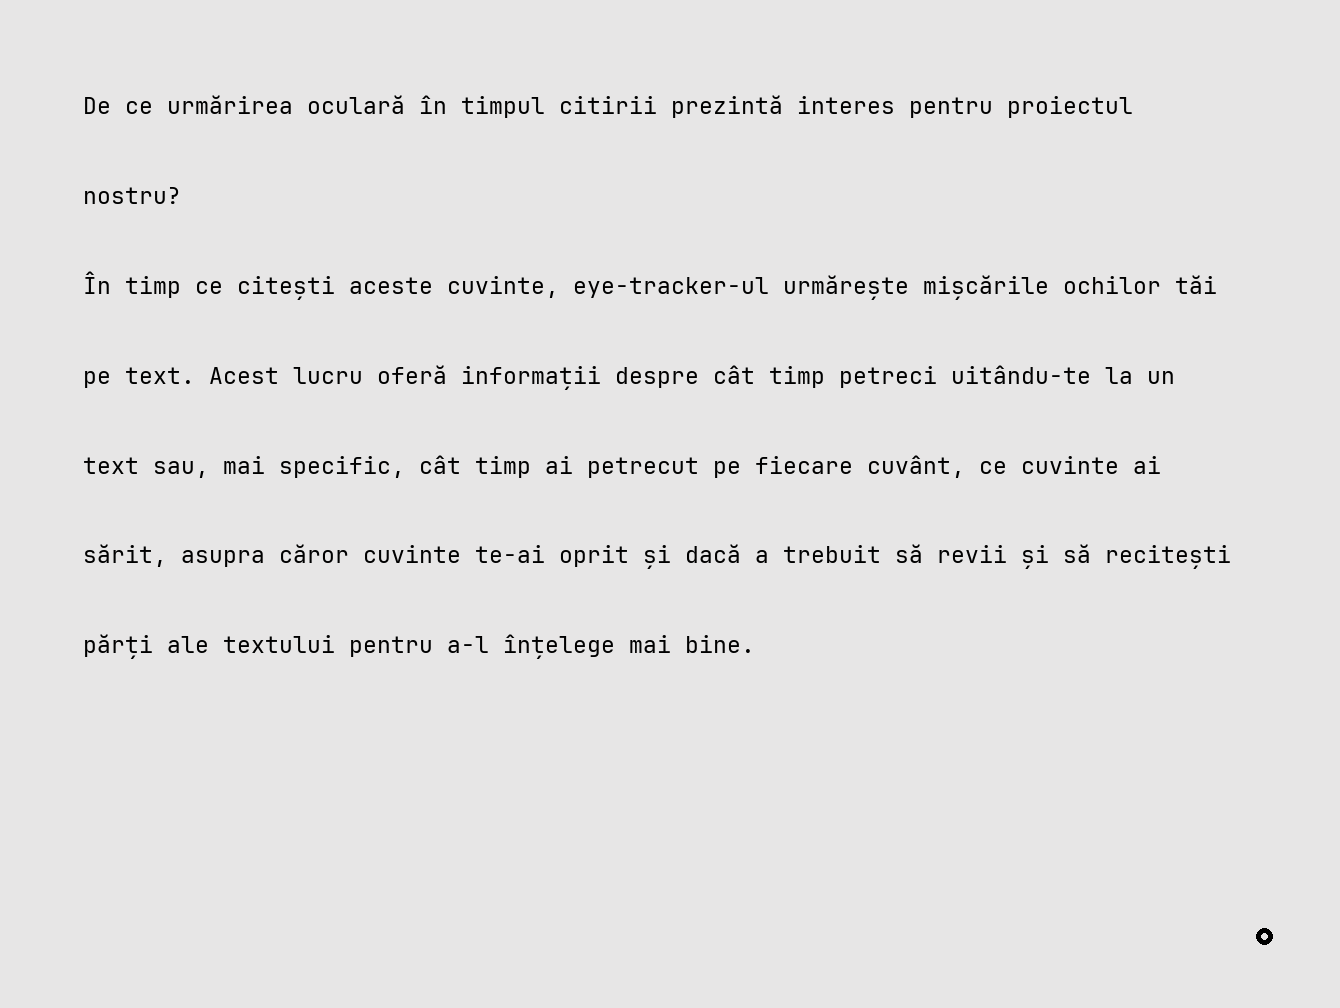 De ce urmărirea oculară în timpul citirii prezintă interes pentru proiectul
nostru?
În timp ce citești aceste cuvinte, eye-tracker-ul urmărește mișcările ochilor tăi
pe text. Acest lucru oferă informații despre cât timp petreci uitându-te la un
text sau, mai specific, cât timp ai petrecut pe fiecare cuvânt, ce cuvinte ai
sărit, asupra căror cuvinte te-ai oprit și dacă a trebuit să revii și să recitești
părți ale textului pentru a-l înțelege mai bine.